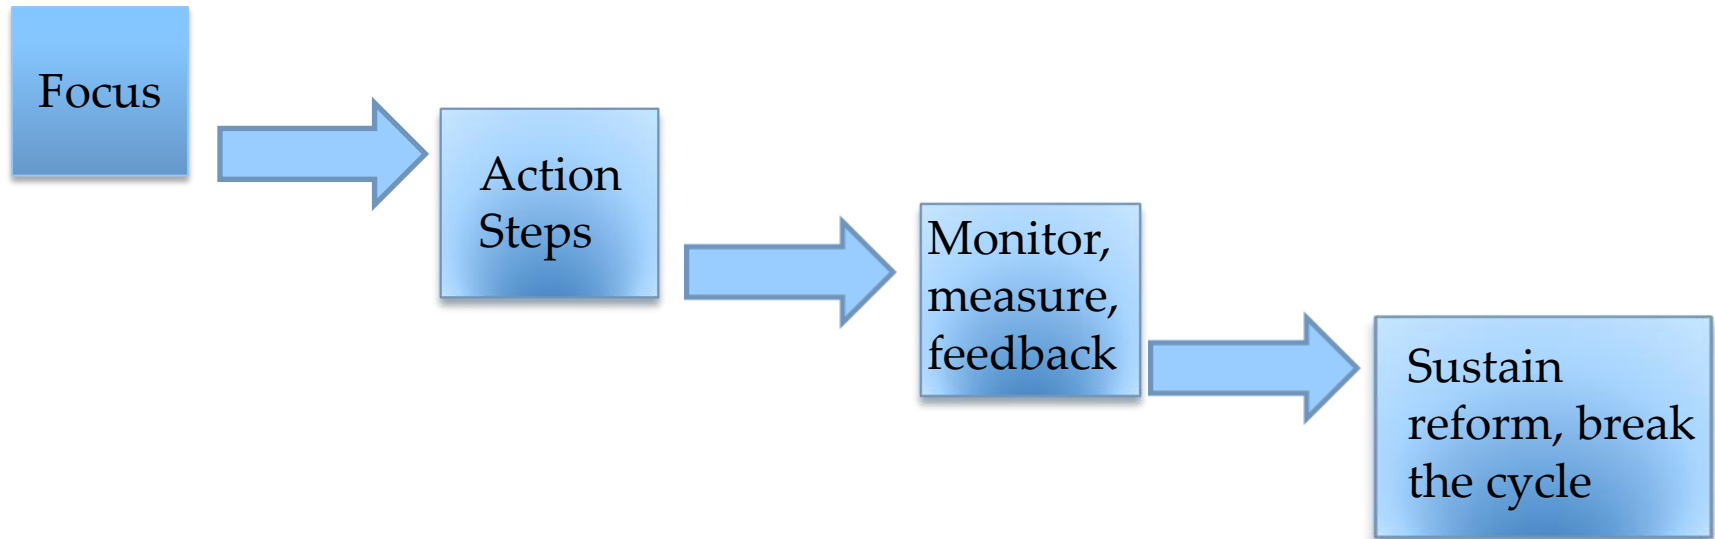 Focus
Action
Steps
Monitor,
measure,
feedback
Sustain
reform, break
the cycle